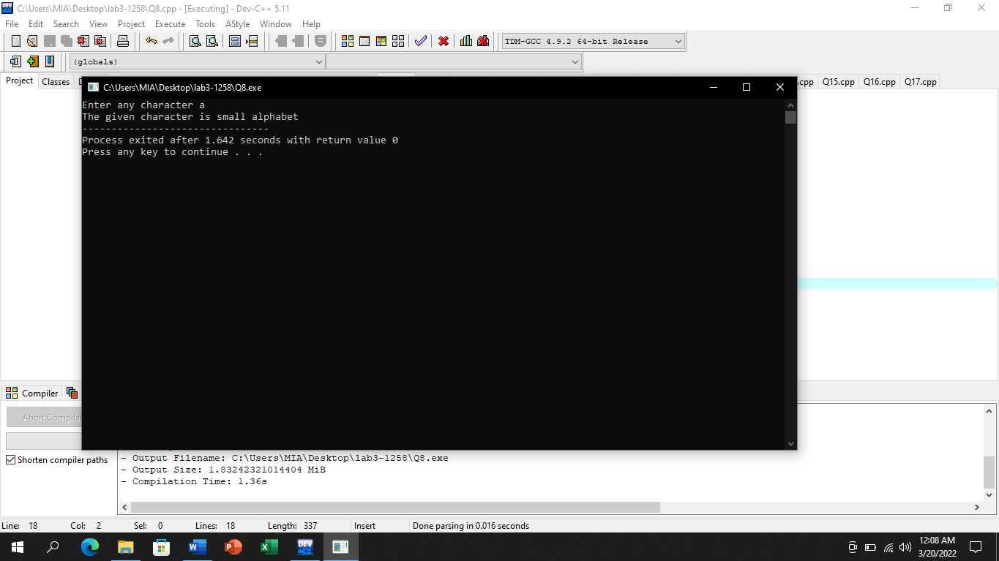 C:\Users\MIA\Desktop\lab3-1258\Q8.cpp - [Executing] - Dev-C++ 5.11
File Edit Search View Project Execute Tools AStyle Window Help
TDM-GCC 4.9.2 64-bit Release
(globals)
Project Classes .cpp Q15.cpp Q16.cpp Q17.cpp
C:\Users\MIA\Desktop\lab3-1258\Q8.exe
Enter any character a
The given character is small alphabet
--------------------------------
Process exited after 1.642 seconds with return value 0
Press any key to continue . . .
Compiler
Abort Compilat
Shorten compiler paths
- Output Filename: C:\Users\MIA\Desktop\lab3-1258\Q8.exe
- Output Size: 1.83242321014404 MiB
- Compilation Time: 1.36s
Line: 18 Col: 2 Sel: 0 Lines: 18 Length: 337 Insert Done parsing in 0.016 seconds
DEV C++
12:08 AM
3/20/2022